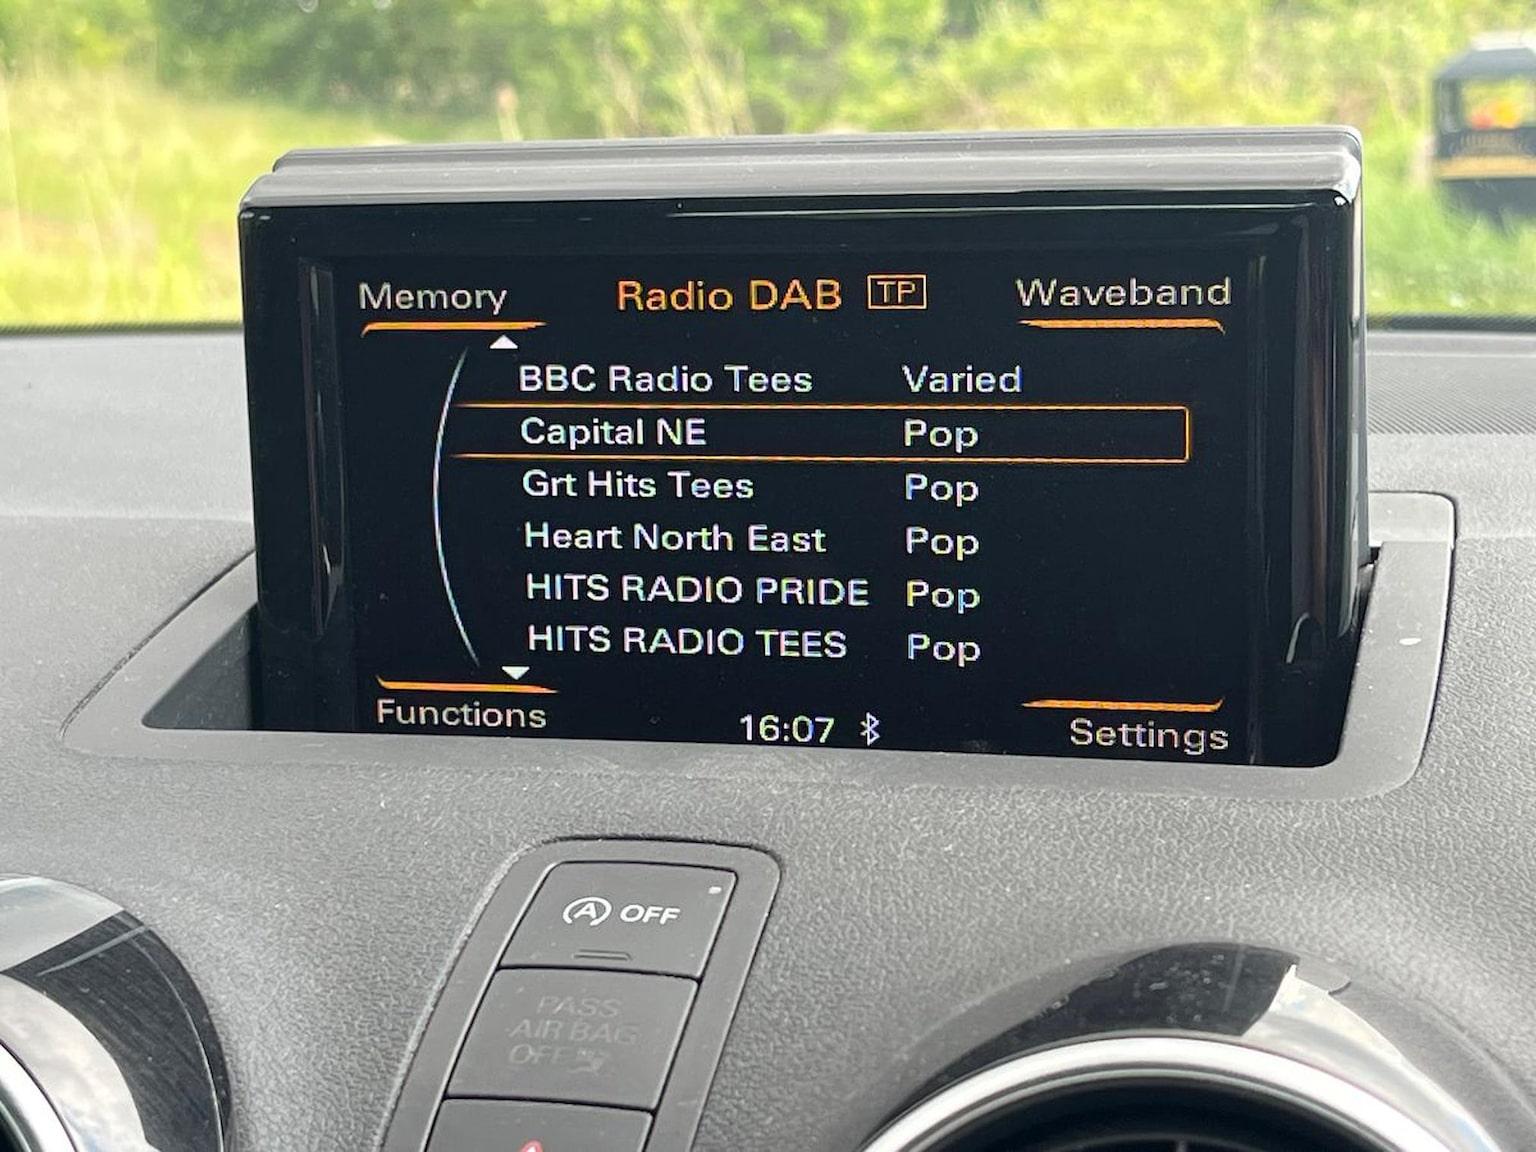 Memory Radio DAB TP Waveband
BBC Radio Tees Varied
Capital NE Pop
Grt Hits Tees Pop
Heart North East Pop
HITS RADIO PRIDE Pop
HITS RADIO TEES Pop
Functions 16:07 Settings
A OFF
PASS
AIR BAG
OFF